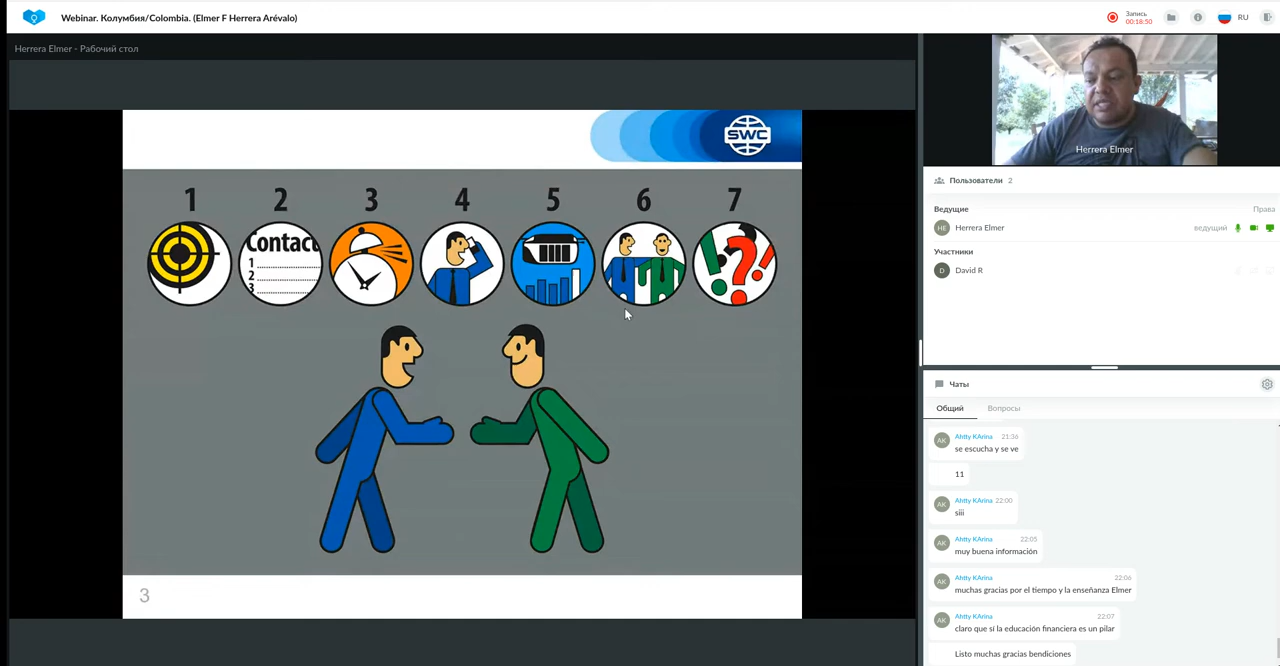 Webinar. Колумбия/Colombia. (Elmer F Herrera Arévalo)
Запись
00:18:50
RU
Herrera Elmer - Рабочий стол
SWC
1 2 3 4 5 6 7
Contact
1
2
3
3
Herrera Elmer
Пользователи 2
Ведущие Права
HE Herrera Elmer ведущий
Участники
D David R
Чаты
Общий Вопросы
AK Ahtty KArina 21:36
se escucha y se ve
11
AK Ahtty KArina 22:00
siii
AK Ahtty KArina 22:05
muy buena información
AK Ahtty KArina 22:06
muchas gracias por el tiempo y la enseñanza Elmer
AK Ahtty KArina 22:07
claro que sí la educación financiera es un pilar
Listo muchas gracias bendiciones